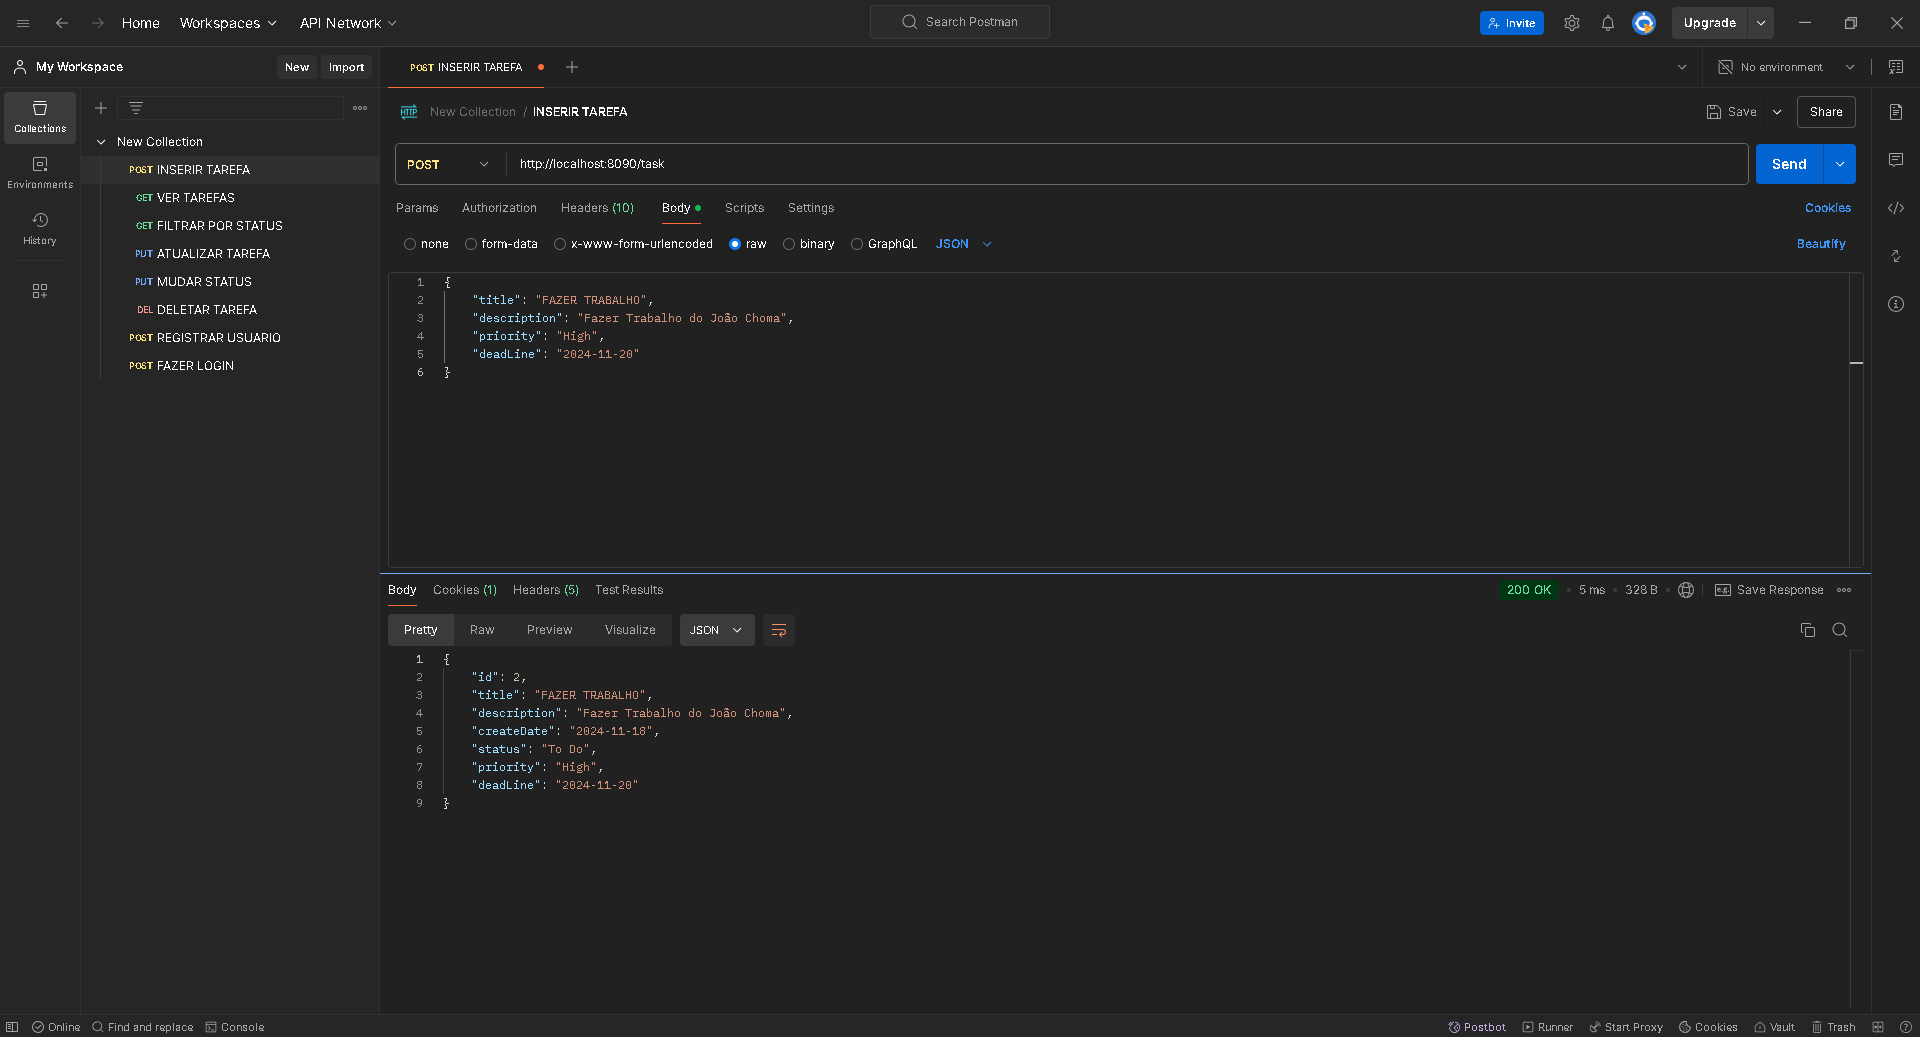 Home Workspaces API Network Search Postman Invite Upgrade
My Workspace New Import POST INSERIR TAREFA No environment
Collections
Environments
History
New Collection
POST INSERIR TAREFA
GET VER TAREFAS
GET FILTRAR POR STATUS
PUT ATUALIZAR TAREFA
PUT MUDAR STATUS
DEL DELETAR TAREFA
POST REGISTRAR USUARIO
POST FAZER LOGIN
HTTP New Collection / INSERIR TAREFA Save Share
POST http://localhost:8090/task Send
Params Authorization Headers (10) Body Scripts Settings Cookies
none form-data x-www-form-urlencoded raw binary GraphQL JSON Beautify
1 {
2 "title": "FAZER TRABALHO",
3 "description": "Fazer Trabalho do João Choma",
4 "priority": "High",
5 "deadLine": "2024-11-20"
6 }
Body Cookies (1) Headers (5) Test Results 200 OK 5 ms 328 B e.g. Save Response
Pretty Raw Preview Visualize JSON
1 {
2 "id": 2,
3 "title": "FAZER TRABALHO",
4 "description": "Fazer Trabalho do João Choma",
5 "createDate": "2024-11-18",
6 "status": "To Do",
7 "priority": "High",
8 "deadLine": "2024-11-20"
9 }
Online Find and replace Console Postbot Runner Start Proxy Cookies Vault Trash